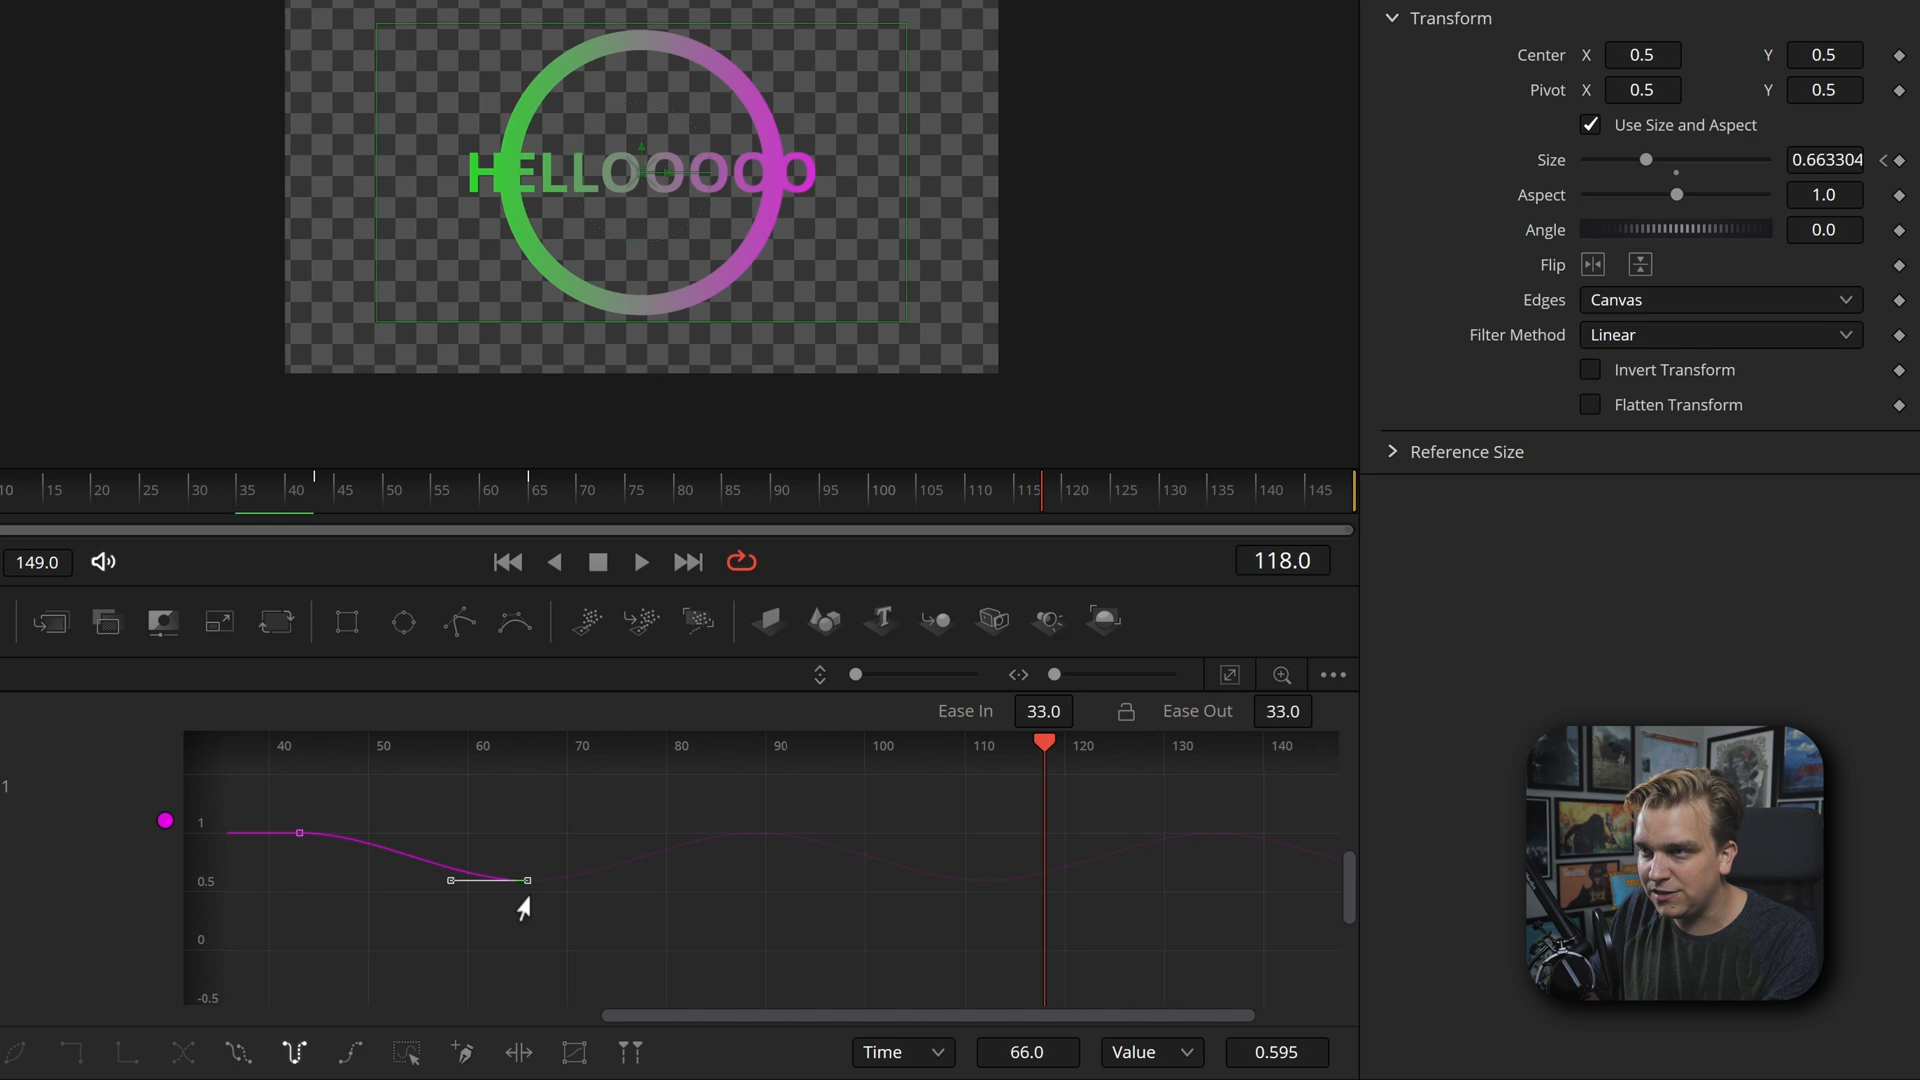 Transform
Center X 0.5 Y 0.5
Pivot X 0.5 Y 0.5
Use Size and Aspect
Size 0.663304
Aspect 1.0
Angle 0.0
Flip
Edges Canvas
Filter Method Linear
Invert Transform
Flatten Transform
Reference Size
HELLOOOOO
10 15 20 25 30 35 40 45 50 55 60 65 70 75 80 85 90 95 100 105 110 115 120 125 130 135 140 145
149.0 118.0
Ease In 33.0 Ease Out 33.0
40 50 60 70 80 90 100 110 120 130 140
1
1
0.5
0
-0.5
Time 66.0 Value 0.595